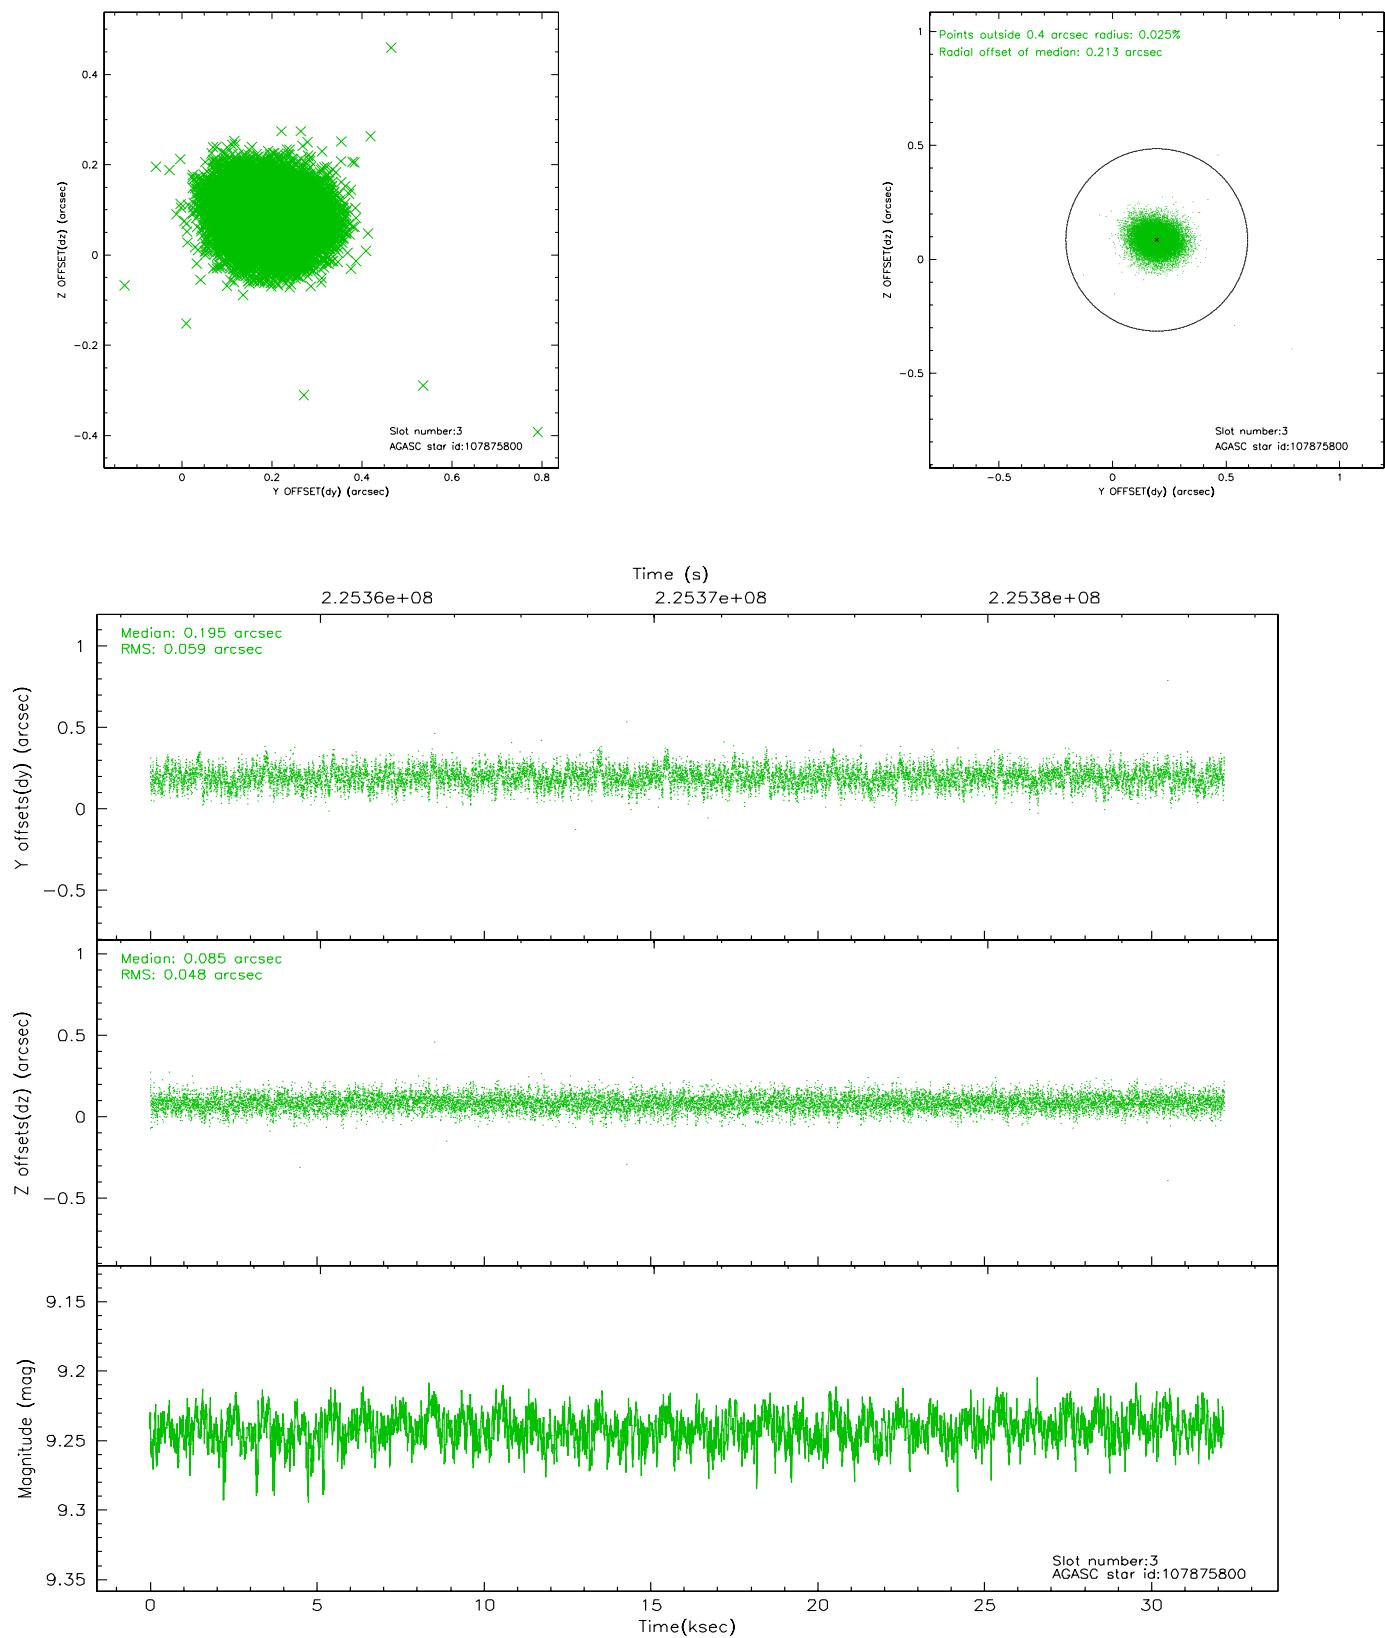 0.4
0.2
0
−0.2
−0.4
Z OFFSET(dz) (arcsec)
Slot number:3
AGASC star id:107875800
0 0.2 0.4 0.6 0.8
Y OFFSET(dy) (arcsec)
Points outside 0.4 arcsec radius: 0.025%
Radial offset of median: 0.213 arcsec
1
0.5
0
−0.5
Z OFFSET(dz) (arcsec)
Slot number:3
AGASC star id:107875800
−0.5 0 0.5 1
Y OFFSET(dy) (arcsec)
Time (s)
2.2536e+08 2.2537e+08 2.2538e+08
Median: 0.195 arcsec
RMS: 0.059 arcsec
1
0.5
0
−0.5
Y offsets(dy) (arcsec)
Median: 0.085 arcsec
RMS: 0.048 arcsec
1
0.5
0
−0.5
Z offsets(dz) (arcsec)
9.15
9.2
9.25
9.3
9.35
Magnitude (mag)
Slot number:3
AGASC star id:107875800
0 5 10 15 20 25 30
Time(ksec)